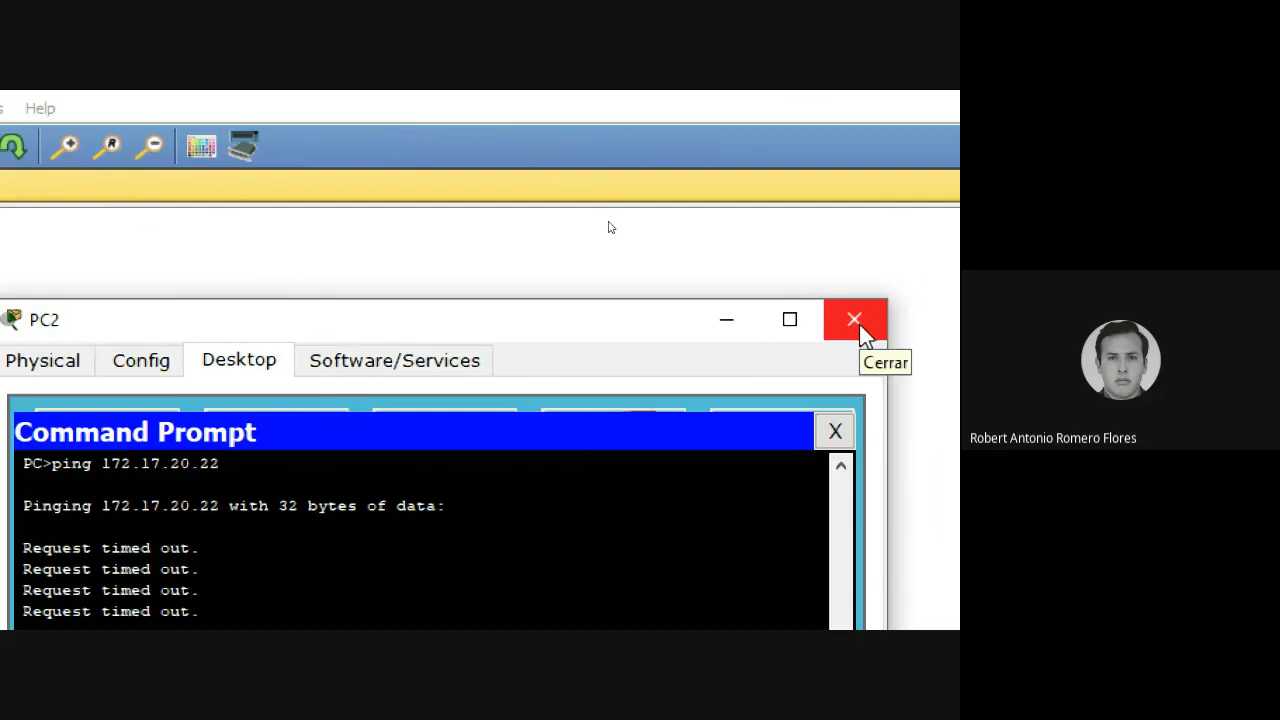 s Help
R
PC2
Cerrar
Physical Config Desktop Software/Services
Command Prompt X
PC>ping 172.17.20.22
Pinging 172.17.20.22 with 32 bytes of data:
Request timed out.
Request timed out.
Request timed out.
Request timed out.
Robert Antonio Romero Flores